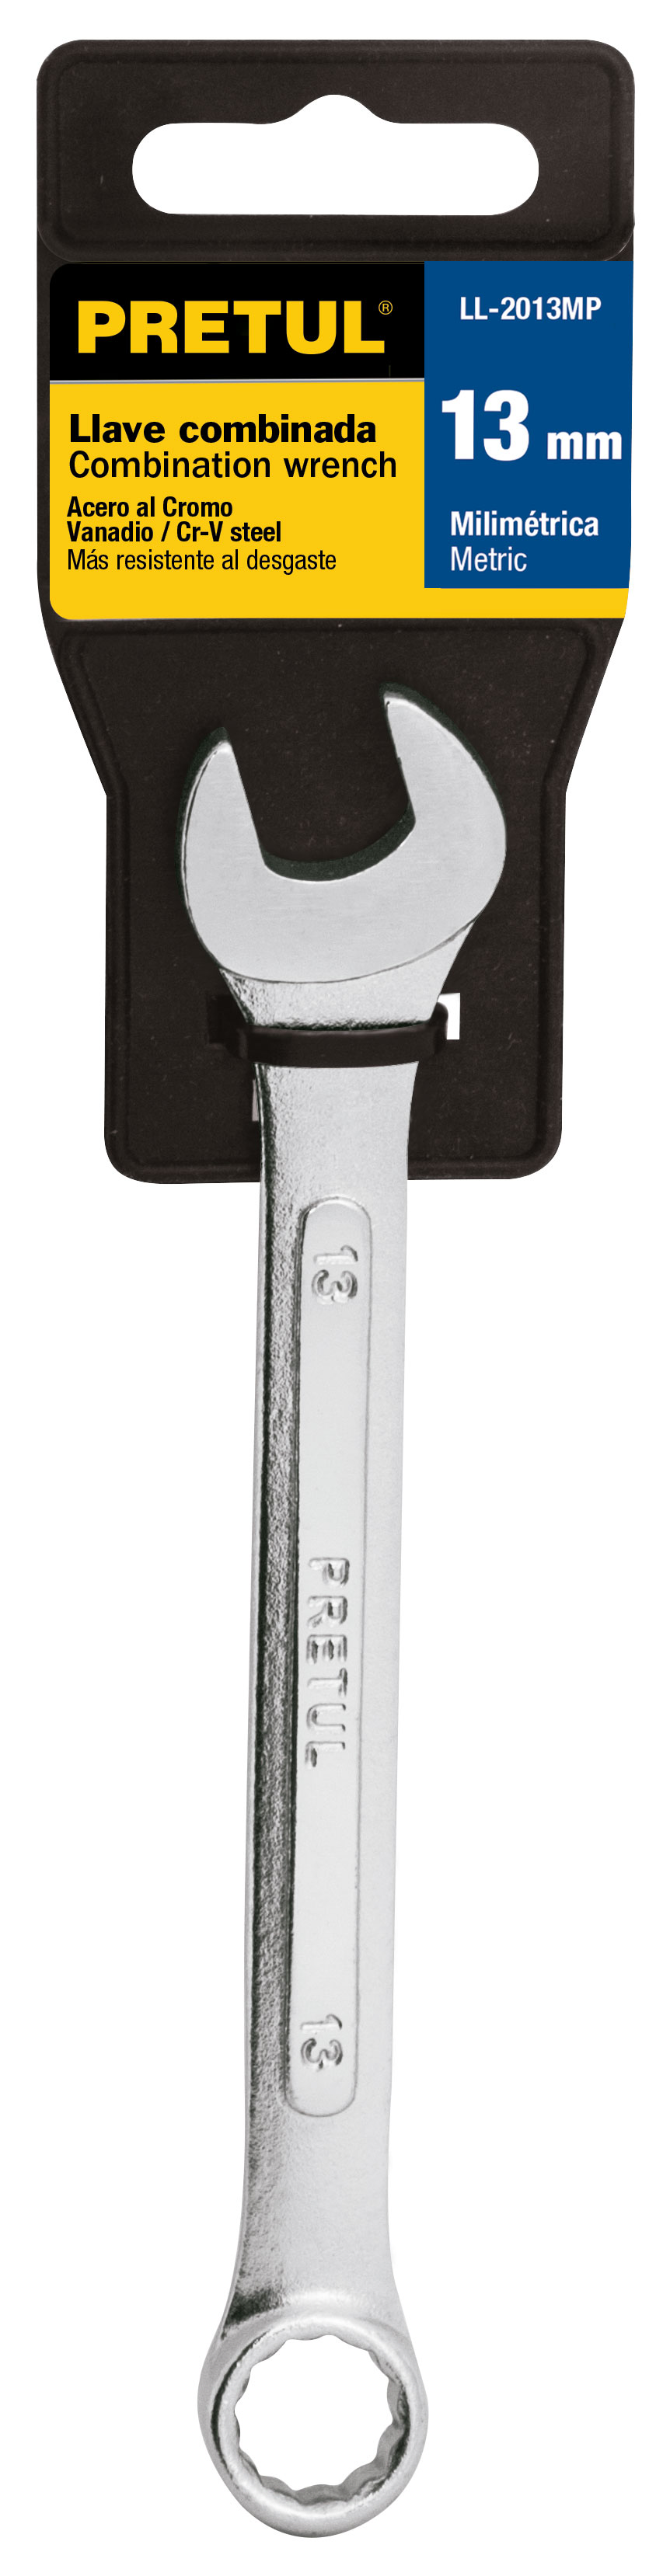 PRETUL®
LL-2013MP
13 mm
Milimétrica
Metric
Llave combinada
Combination wrench
Acero al Cromo
Vanadio / Cr-V steel
Más resistente al desgaste
13
PRETUL
13